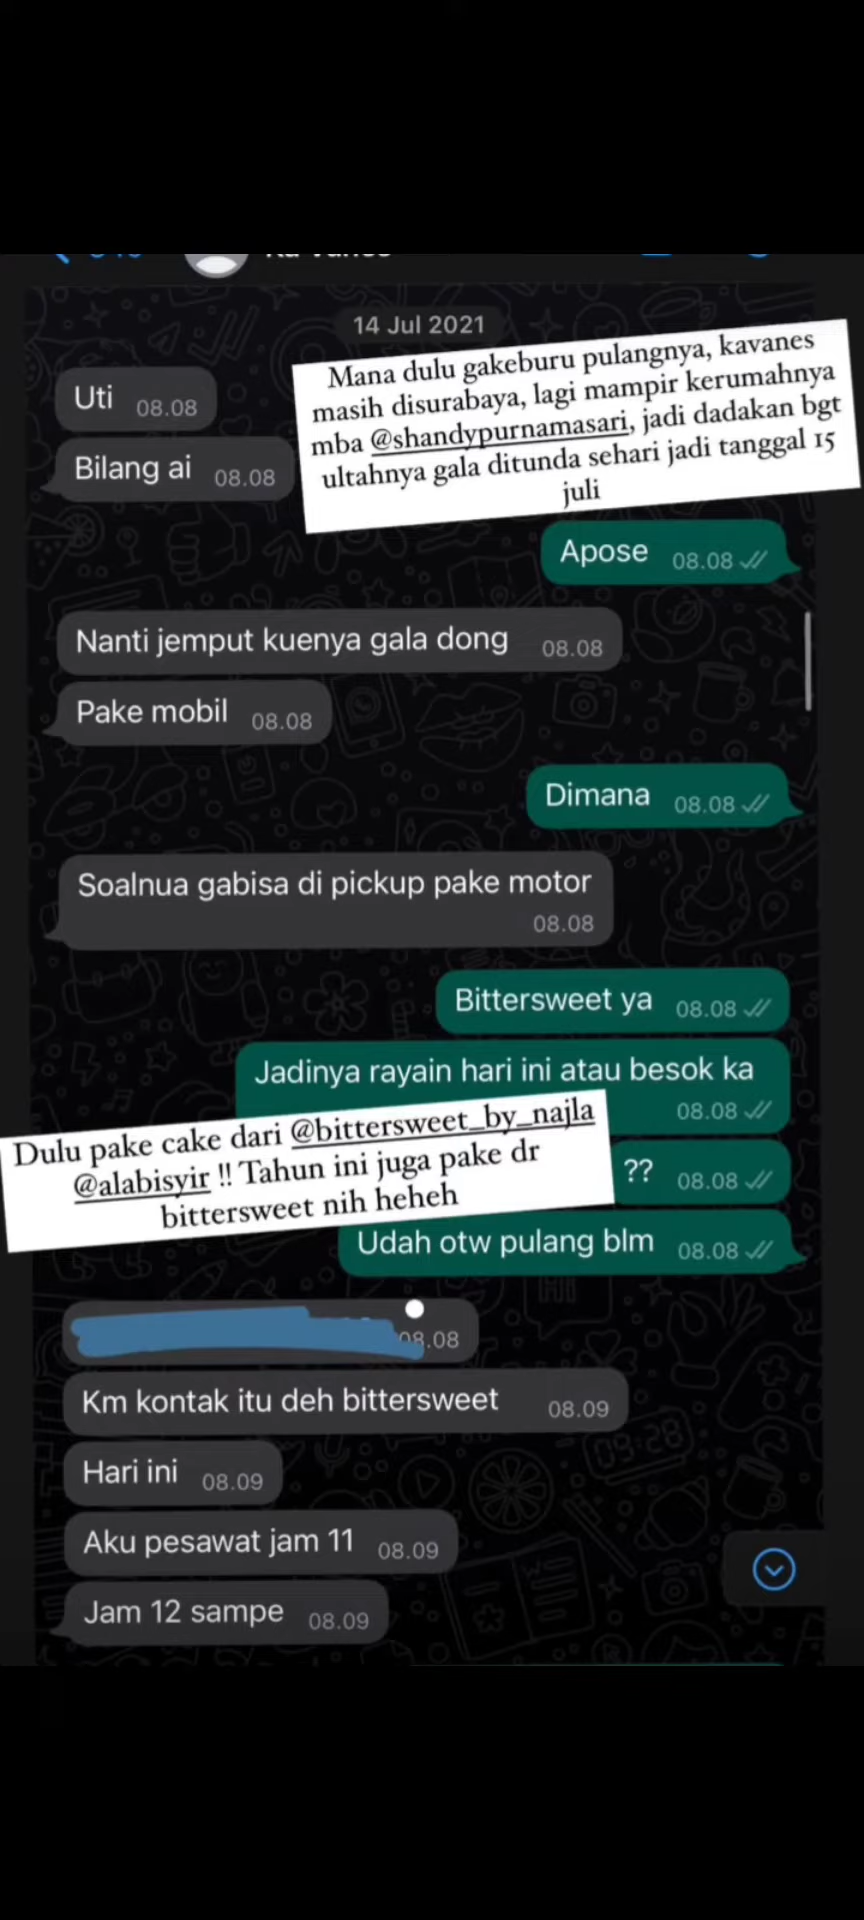 14 Jul 2021
Uti 08.08
Bilang ai 08.08
Mana dulu gakeburu pulangnya, kavanes
masih disurabaya, lagi mampir kerumahnya
mba @shandypurnamasari, jadi dadakan bgt
ultahnya gala ditunda sehari jadi tanggal 15
juli
Apose 08.08
Nanti jemput kuenya gala dong 08.08
Pake mobil 08.08
Dimana 08.08
Soalnua gabisa di pickup pake motor
08.08
Bittersweet ya 08.08
Jadinya rayain hari ini atau besok ka
08.08
Dulu pake cake dari @bittersweet_by_najla
@alabisyir !! Tahun ini juga pake dr
bittersweet nih heheh
?? 08.08
Udah otw pulang blm 08.08
08.08
Km kontak itu deh bittersweet 08.09
Hari ini 08.09
Aku pesawat jam 11 08.09
Jam 12 sampe 08.09